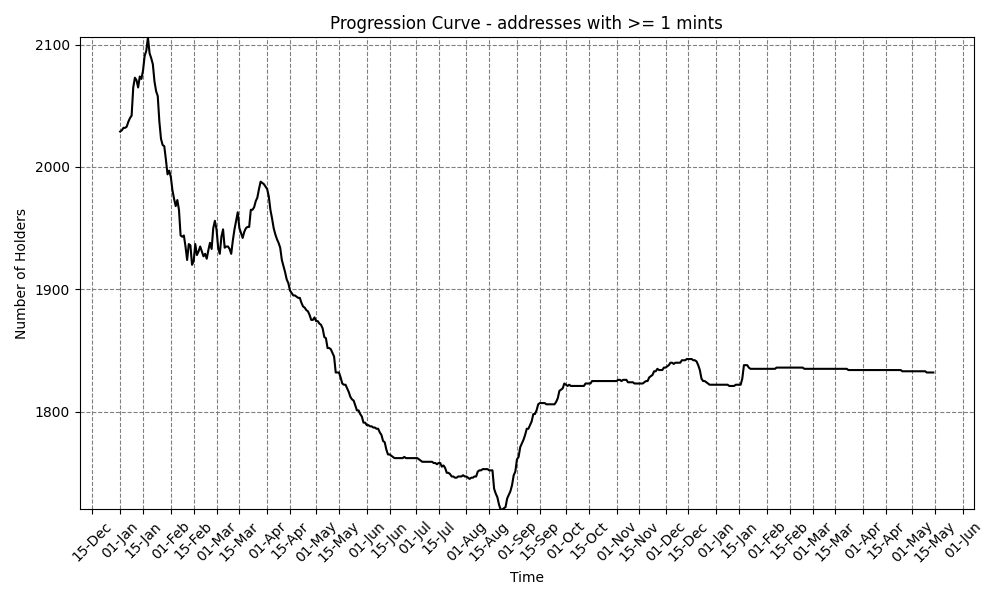 Progression Curve - addresses with >= 1 mints
Number of Holders
2100
2000
1900
1800
15-Dec
01-Jan
15-Jan
01-Feb
15-Feb
01-Mar
15-Mar
01-Apr
15-Apr
01-May
15-May
01-Jun
15-Jun
01-Jul
15-Jul
01-Aug
15-Aug
01-Sep
15-Sep
01-Oct
15-Oct
01-Nov
15-Nov
01-Dec
15-Dec
01-Jan
15-Jan
01-Feb
15-Feb
01-Mar
15-Mar
01-Apr
15-Apr
01-May
15-May
01-Jun
Time